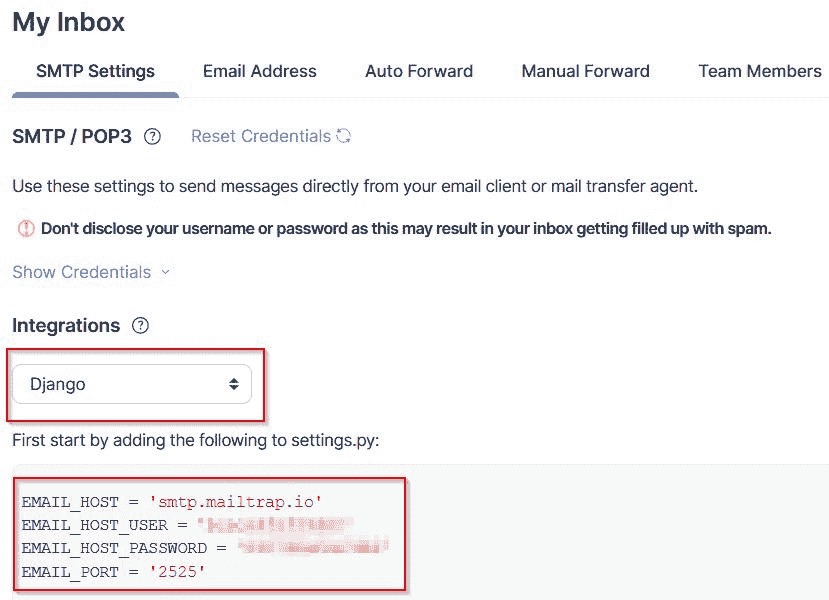 My Inbox
SMTP Settings Email Address Auto Forward Manual Forward Team Members
SMTP / POP3 ? Reset Credentials
Use these settings to send messages directly from your email client or mail transfer agent.
Don't disclose your username or password as this may result in your inbox getting filled up with spam.
Show Credentials
Integrations ?
Django
First start by adding the following to settings.py:
EMAIL_HOST = 'smtp.mailtrap.io'
EMAIL_HOST_USER = '
EMAIL_HOST_PASSWORD = '
EMAIL_PORT = '2525'